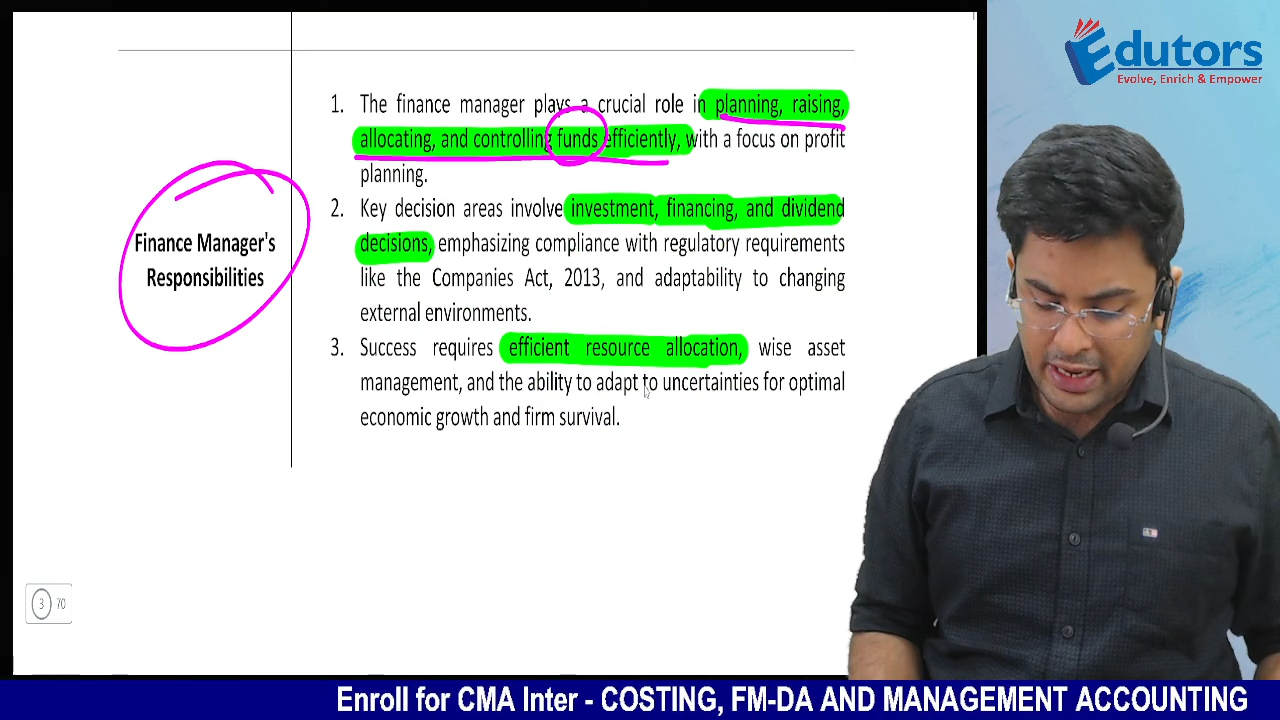 Edutors
Evolve, Enrich & Empower
1. The finance manager plays a crucial role in planning, raising,
allocating, and controlling funds efficiently, with a focus on profit
planning.
2. Key decision areas involve investment, financing, and dividend
decisions, emphasizing compliance with regulatory requirements
like the Companies Act, 2013, and adaptability to changing
external environments.
3. Success requires efficient resource allocation, wise asset
management, and the ability to adapt to uncertainties for optimal
economic growth and firm survival.
Finance Manager's
Responsibilities
3 70
Enroll for CMA Inter - COSTING, FM-DA AND MANAGEMENT ACCOUNTING